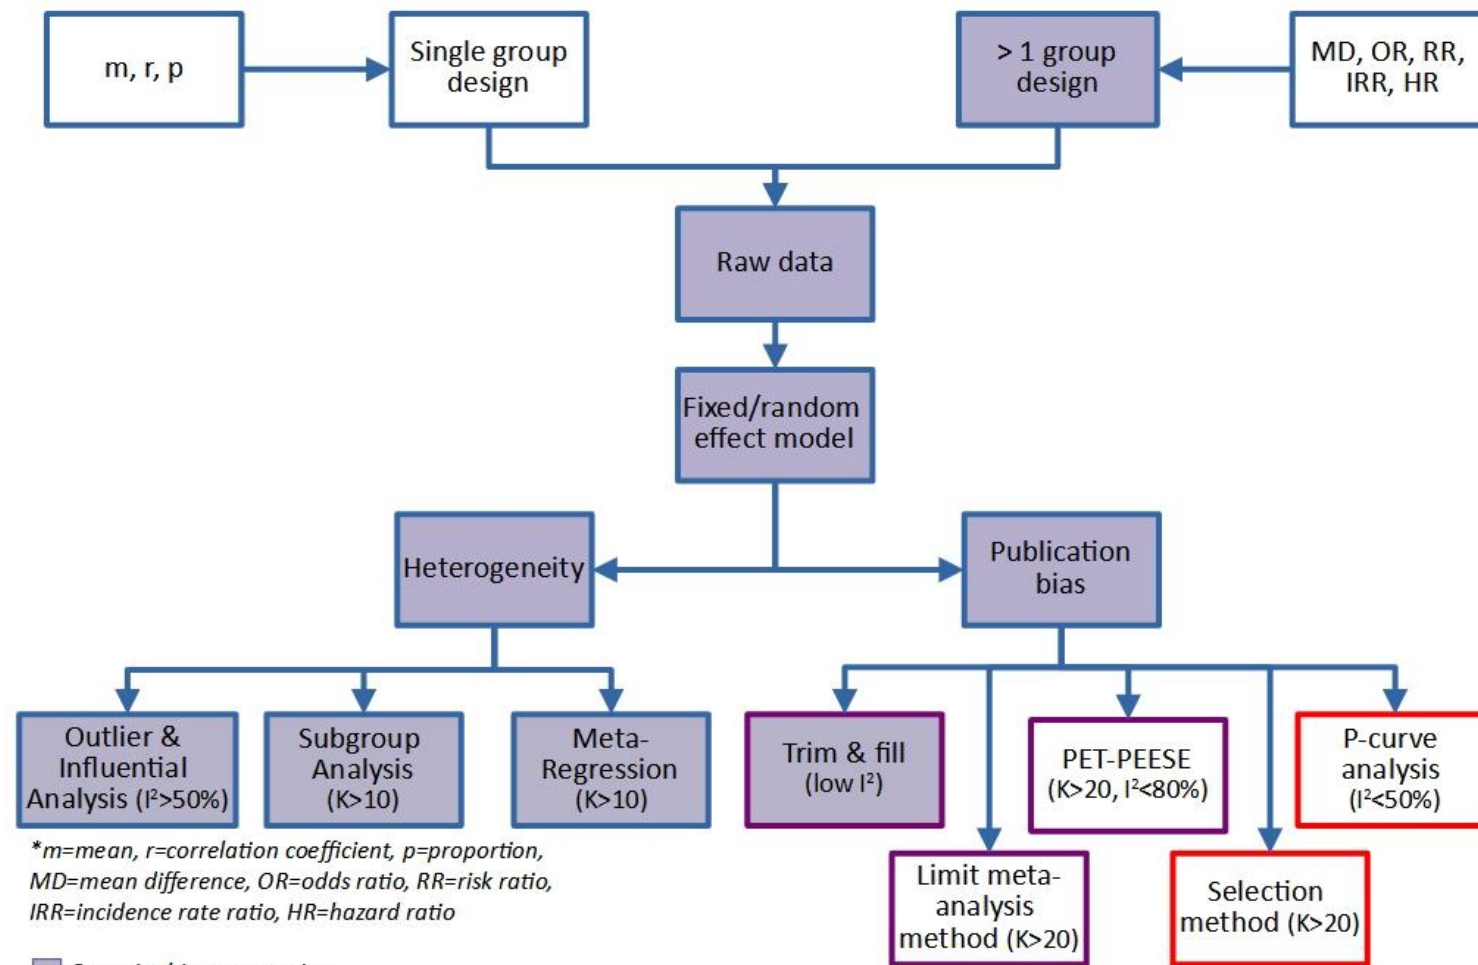 m, r, p
Single group
design
> 1 group
design
MD, OR, RR,
IRR, HR
Raw data
Fixed/random
effect model
Heterogeneity
Publication
bias
Outlier &
Influential
Analysis (I²>50%)
Subgroup
Analysis
(K>10)
Meta-
Regression
(K>10)
Trim & fill
(low I²)
PET-PEESE
(K>20, I²<80%)
P-curve
analysis
(I²<50%)
Limit meta-
analysis
method (K>20)
Selection
method (K>20)
*m=mean, r=correlation coefficient, p=proportion,
MD=mean difference, OR=odds ratio, RR=risk ratio,
IRR=incidence rate ratio, HR=hazard ratio